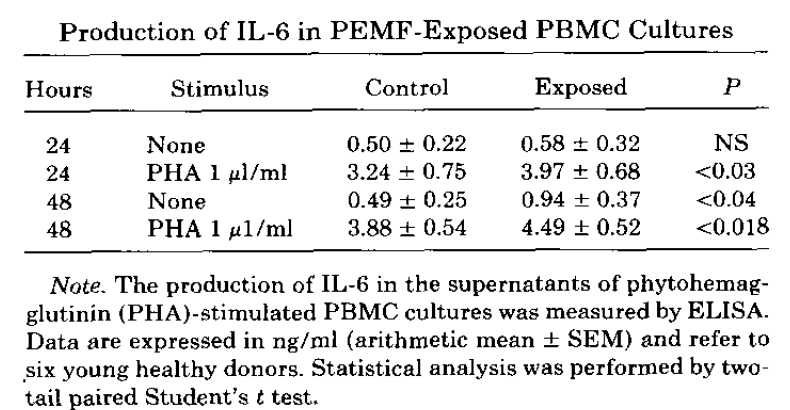 Production of IL-6 in PEMF-Exposed PBMC Cultures
Hours Stimulus Control Exposed P
24 None 0.50 ± 0.22 0.58 ± 0.32 NS
24 PHA 1 μl/ml 3.24 ± 0.75 3.97 ± 0.68 <0.03
48 None 0.49 ± 0.25 0.94 ± 0.37 <0.04
48 PHA 1 μl/ml 3.88 ± 0.54 4.49 ± 0.52 <0.018
Note. The production of IL-6 in the supernatants of phytohemag-
glutinin (PHA)-stimulated PBMC cultures was measured by ELISA.
Data are expressed in ng/ml (arithmetic mean ± SEM) and refer to
six young healthy donors. Statistical analysis was performed by two-
tail paired Student's t test.